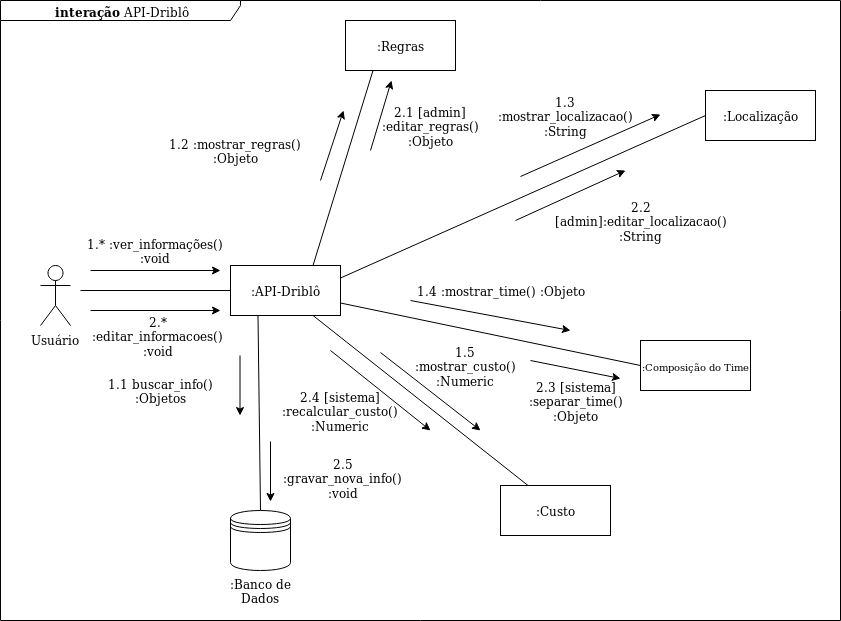 interação API-Driblô
:Regras
1.3
:mostrar_localizacao()
:String
:Localização
2.1 [admin]
:editar_regras()
:Objeto
1.2 :mostrar_regras()
:Objeto
2.2
[admin]:editar_localizacao()
:String
1.* :ver_informações()
:void
:API-Driblô
1.4 :mostrar_time() :Objeto
Usuário
2.*
:editar_informacoes()
:void
1.5
:mostrar_custo()
:Numeric
:Composição do Time
1.1 buscar_info()
:Objetos
2.4 [sistema]
:recalcular_custo()
:Numeric
2.3 [sistema]
:separar_time()
:Objeto
2.5
:gravar_nova_info()
:void
:Custo
:Banco de
Dados